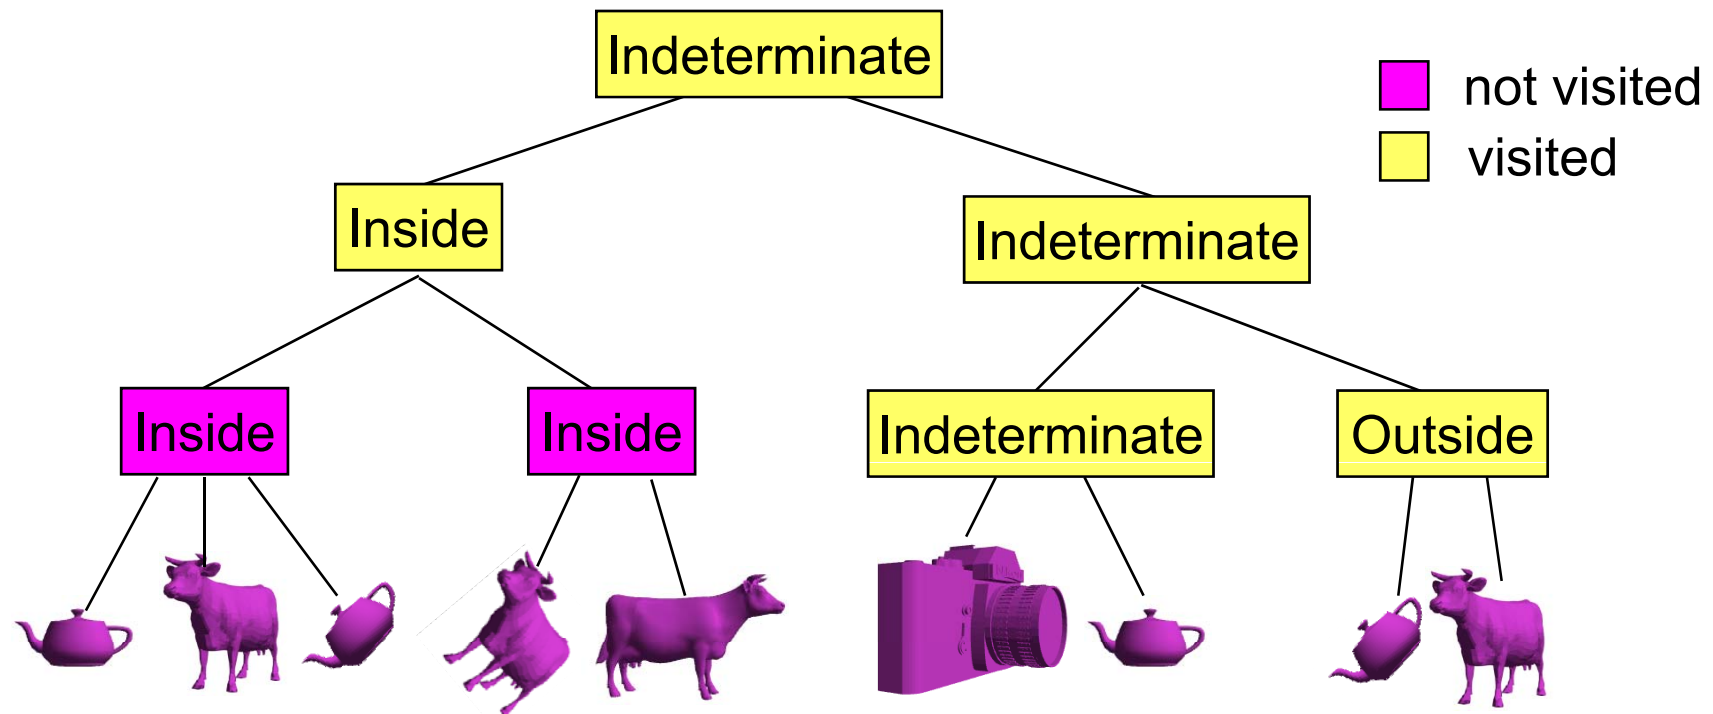 Indeterminate
not visited
visited
Inside
Indeterminate
Inside
Inside
Indeterminate
Outside